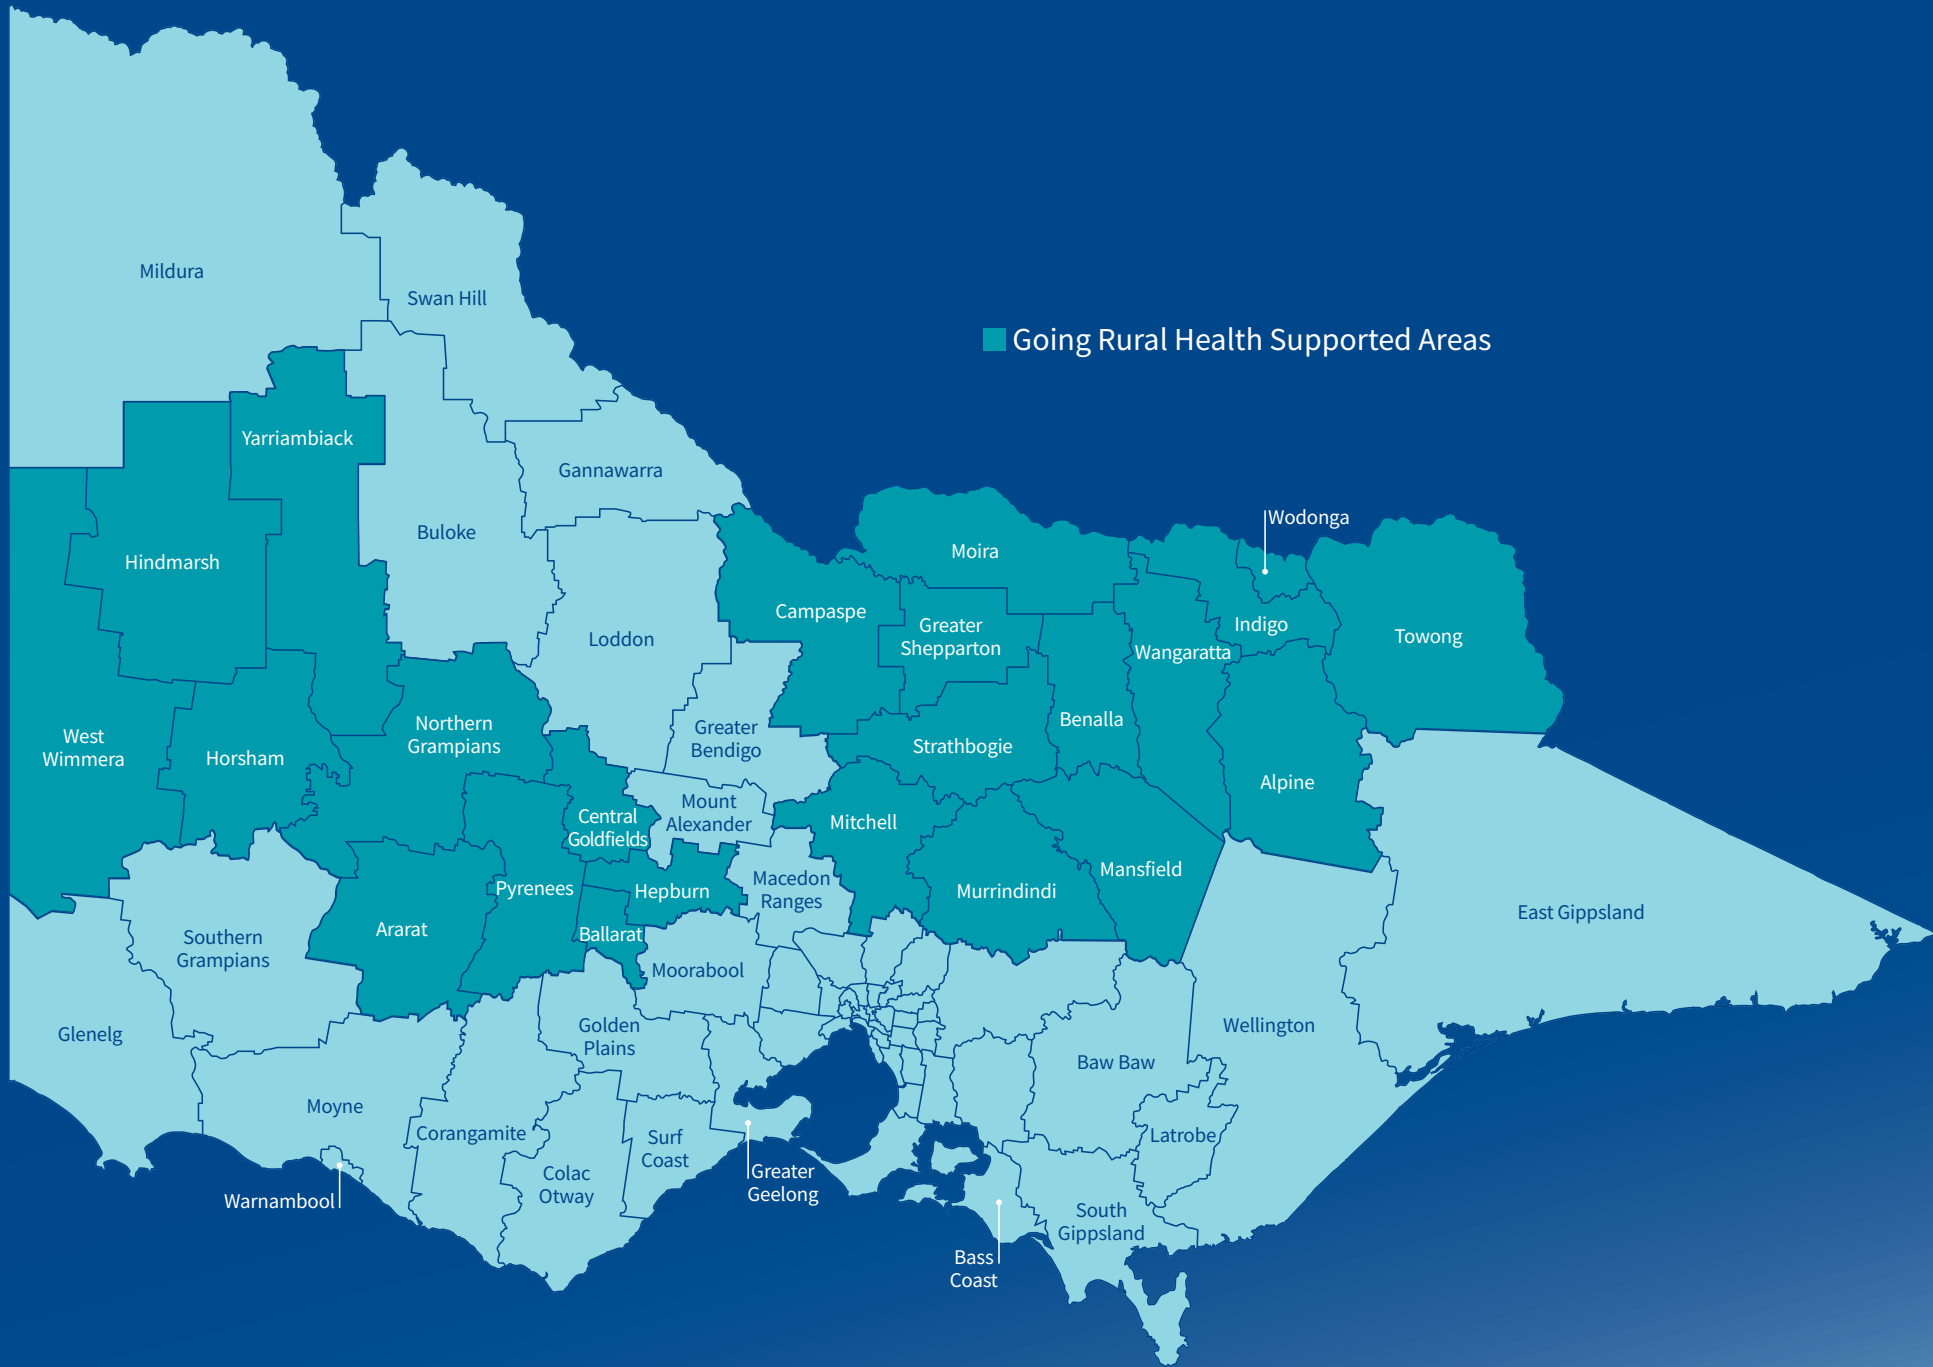 Mildura
Swan Hill
Going Rural Health Supported Areas
Yarriambiack
Gannawarra
Buloke
Wodonga
Hindmarsh
Moira
Campaspe
Greater
Shepparton
Indigo
Towong
Loddon
Wangaratta
West
Wimmera
Horsham
Northern
Grampians
Greater
Bendigo
Strathbogie
Benalla
Alpine
Central
Goldfields
Mount
Alexander
Mitchell
Mansfield
Pyrenees
Hepburn
Macedon
Ranges
Murrindindi
East Gippsland
Ararat
Ballarat
Southern
Grampians
Moorabool
Glenelg
Golden
Plains
Wellington
Baw Baw
Moyne
Corangamite
Surf
Coast
Latrobe
Colac
Otway
Greater
Geelong
Warnambool
South
Gippsland
Bass
Coast